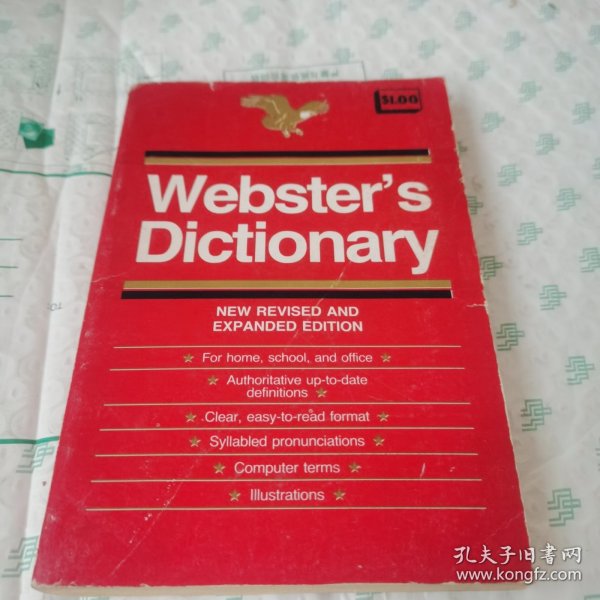 $1.00
Webster's
Dictionary
NEW REVISED AND
EXPANDED EDITION
For home, school, and office
Authoritative up-to-date
definitions
Clear, easy-to-read format
Syllabled pronunciations
Computer terms
Illustrations
孔夫子旧书网
www.kongfz.com